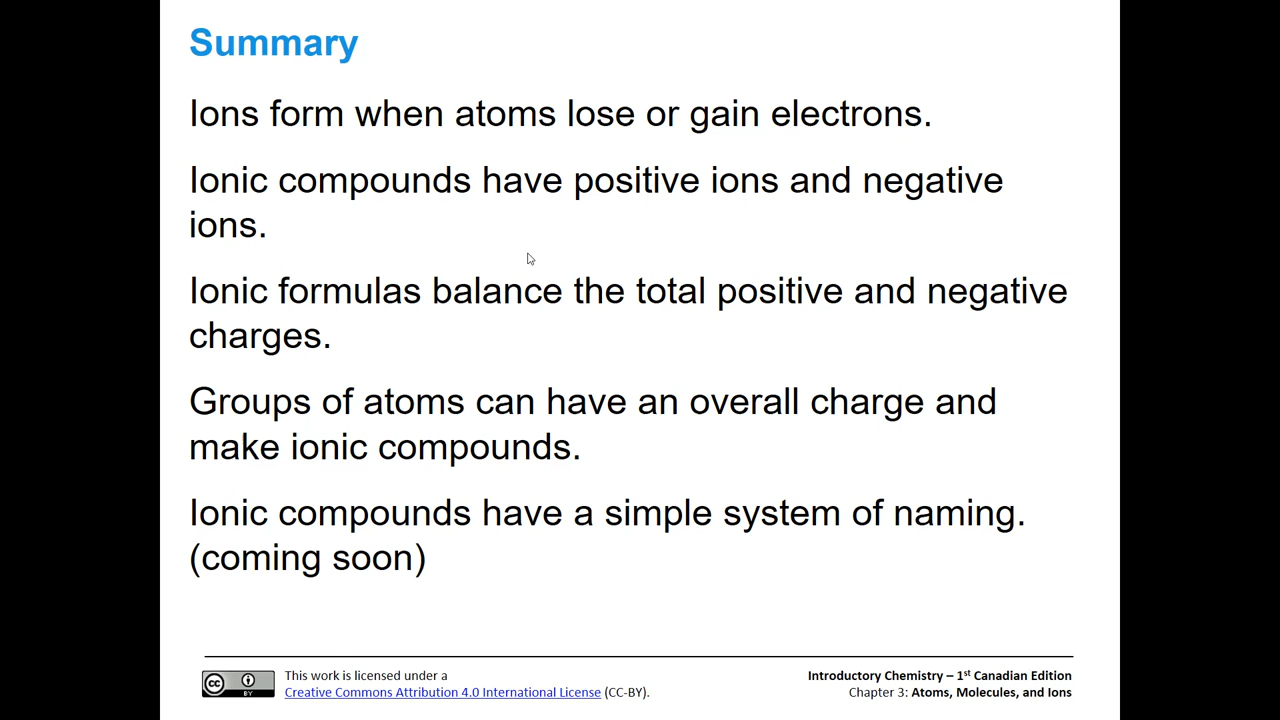 Summary
Ions form when atoms lose or gain electrons.
Ionic compounds have positive ions and negative
ions.
Ionic formulas balance the total positive and negative
charges.
Groups of atoms can have an overall charge and
make ionic compounds.
Ionic compounds have a simple system of naming.
(coming soon)
cc BY
This work is licensed under a
Creative Commons Attribution 4.0 International License (CC-BY).
Introductory Chemistry – 1st Canadian Edition
Chapter 3: Atoms, Molecules, and Ions